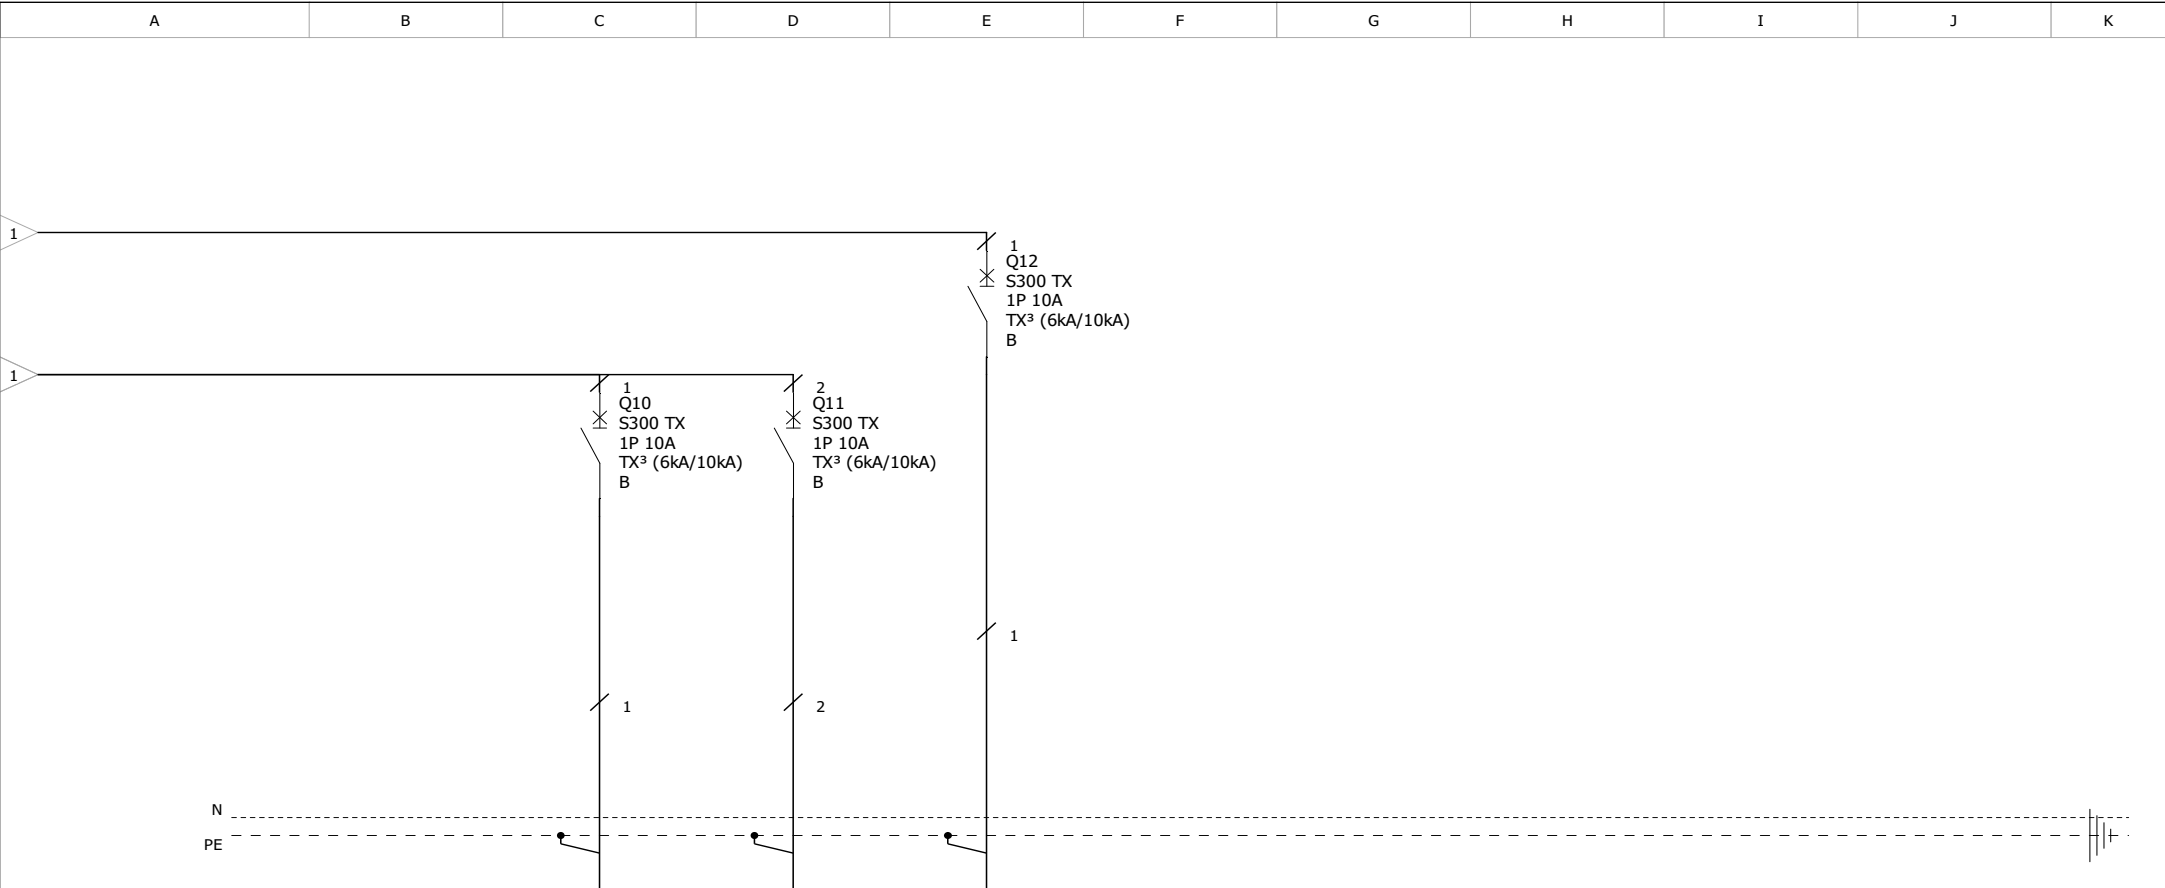 A B C D E F G H I J K
1
1
Q12
S300 TX
1P 10A
TX³ (6kA/10kA)
B
1
1
Q10
S300 TX
1P 10A
TX³ (6kA/10kA)
B
2
Q11
S300 TX
1P 10A
TX³ (6kA/10kA)
B
1
1
2
N
PE